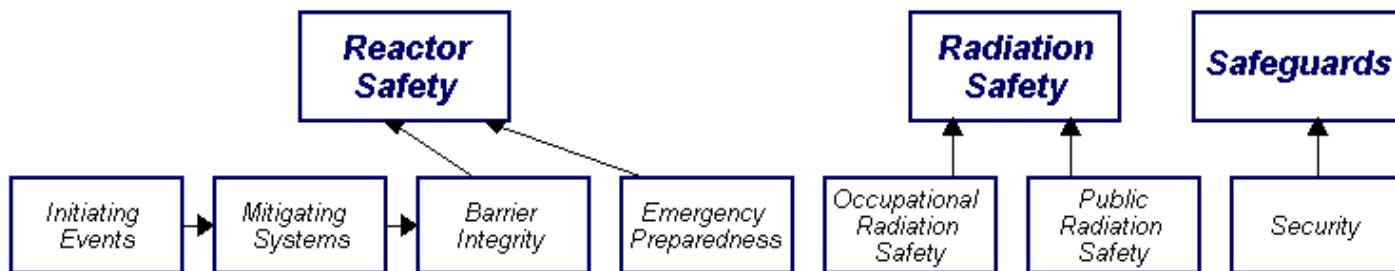 Reactor
Safety
Radiation
Safety
Safeguards
Initiating
Events
Mitigating
Systems
Barrier
Integrity
Emergency
Preparedness
Occupational
Radiation
Safety
Public
Radiation
Safety
Security